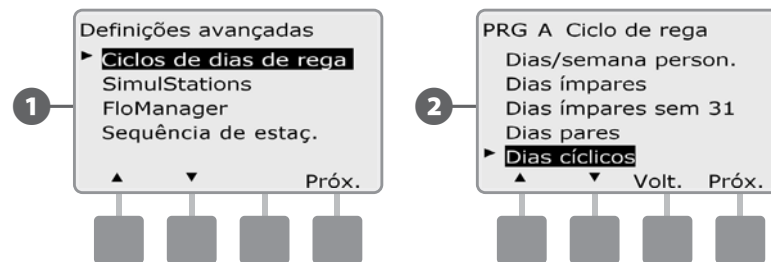 1
Definições avançadas
► Ciclos de dias de rega
SimulStations
FloManager
Sequência de estaç.
▲ ▼ Próx.
2
PRG A Ciclo de rega
Dias/semana person.
Dias ímpares
Dias ímpares sem 31
Dias pares
► Dias cíclicos
▲ ▼ Volt. Próx.